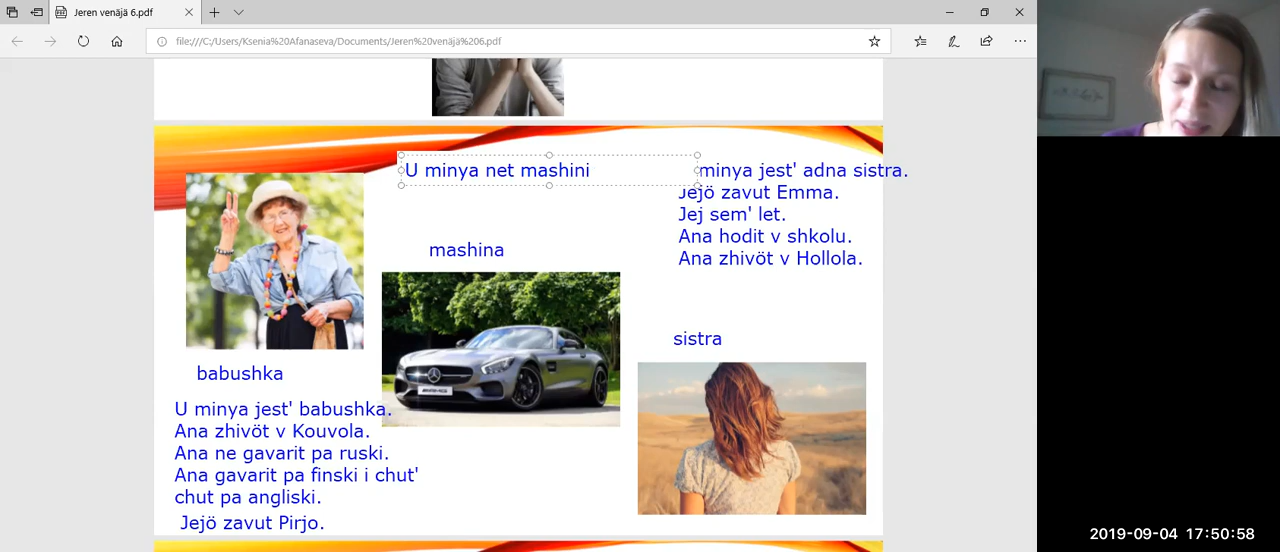 Jeren venäjä 6.pdf
file:///C:/Users/Ksenia%20Afanaseva/Documents/Jeren%20venäjä%206.pdf
U minya net mashini
minya jest' adna sistra.
Jejö zavut Emma.
Jej sem' let.
Ana hodit v shkolu.
Ana zhivöt v Hollola.
mashina
sistra
babushka
U minya jest' babushka.
Ana zhivöt v Kouvola.
Ana ne gavarit pa ruski.
Ana gavarit pa finski i chut'
chut pa angliski.
Jejö zavut Pirjo.
2019-09-04 17:50:58